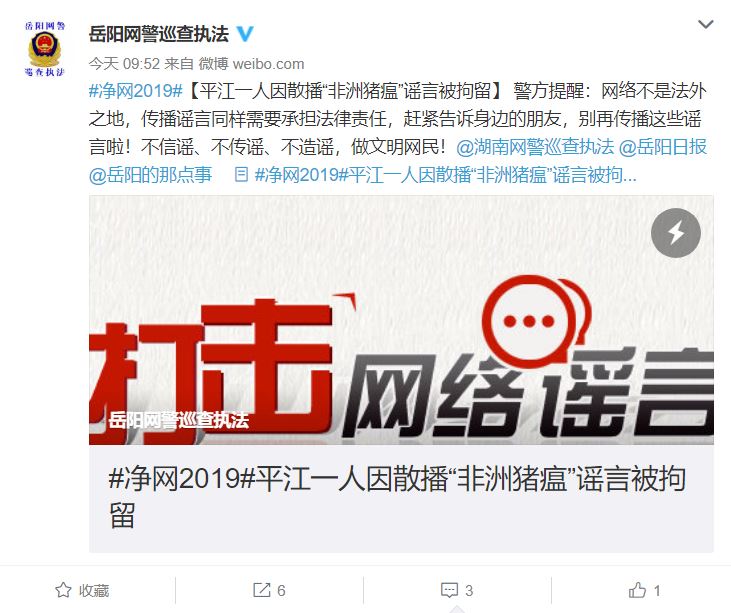 岳阳网警
巡查执法
岳阳网警巡查执法
今天 09:52 来自 微博 weibo.com
#净网2019#【平江一人因散播“非洲猪瘟”谣言被拘留】 警方提醒：网络不是法外
之地，传播谣言同样需要承担法律责任，赶紧告诉身边的朋友，别再传播这些谣
言啦！不信谣、不传谣、不造谣，做文明网民！@湖南网警巡查执法 @岳阳日报
@岳阳的那点事 #净网2019#平江一人因散播“非洲猪瘟”谣言被拘...
打击网络谣言
岳阳网警巡查执法
#净网2019#平江一人因散播“非洲猪瘟”谣言被拘
留
收藏 6 3 1